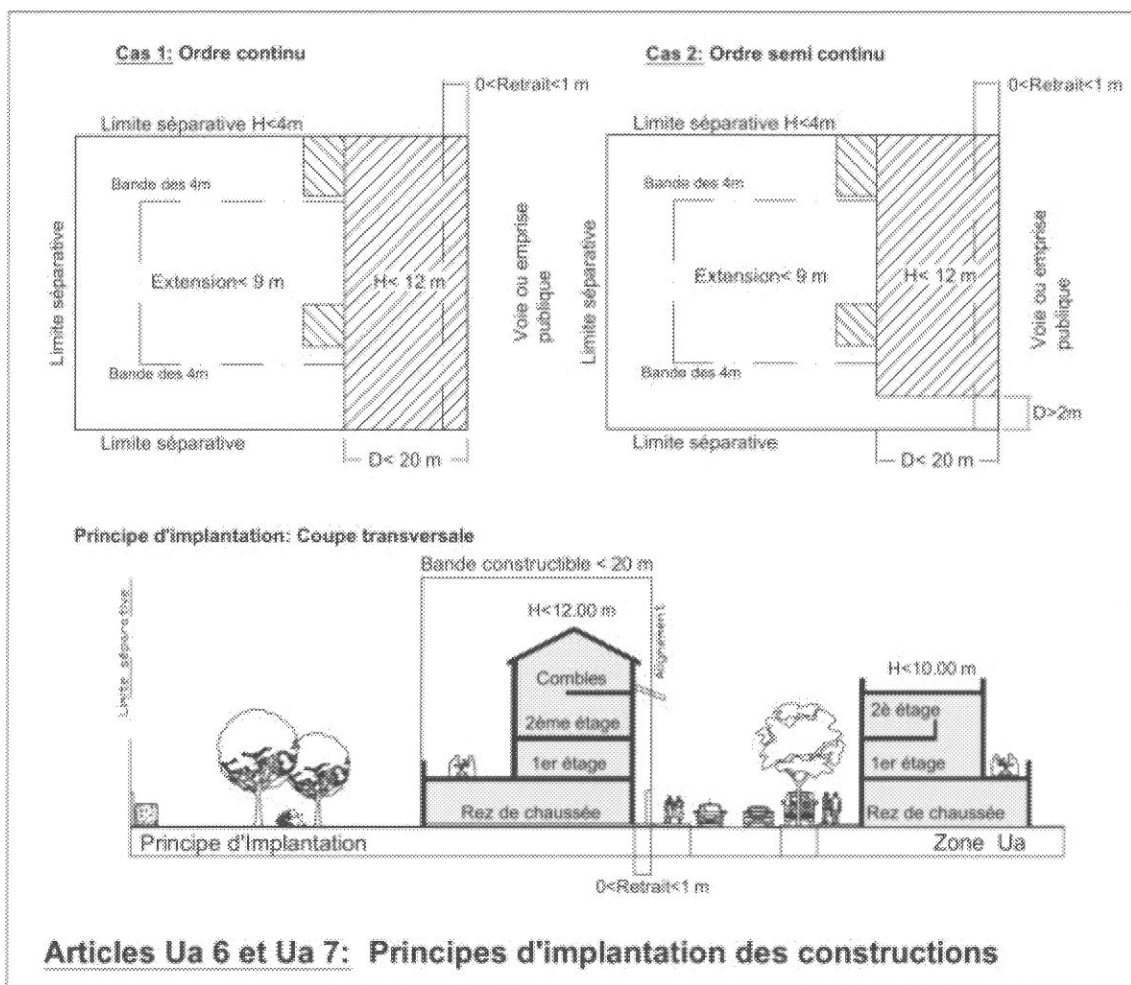 Cas 1: Ordre continu
0<Retrait<1 m
Limite séparative H<4m
Bande des 4m
Limite séparative
Extension< 9 m
H< 12 m
Voie ou emprise
publique
Bande des 4m
Limite séparative
D< 20 m
Cas 2: Ordre semi continu
0<Retrait<1 m
Limite séparative H<4m
Bande des 4m
Limite séparative
Extension< 9 m
H< 12 m
Voie ou emprise
publique
Bande des 4m
D>2m
Limite séparative
D< 20 m
Principe d'implantation: Coupe transversale
Bande constructible < 20 m
Limite séparative
H<12.00 m
Alignement
Combles
2ème étage
1er étage
Rez de chaussée
H<10.00 m
2è étage
1er étage
Rez de chaussée
Principe d'Implantation
Zone Ua
0<Retrait<1 m
Articles Ua 6 et Ua 7: Principes d'implantation des constructions